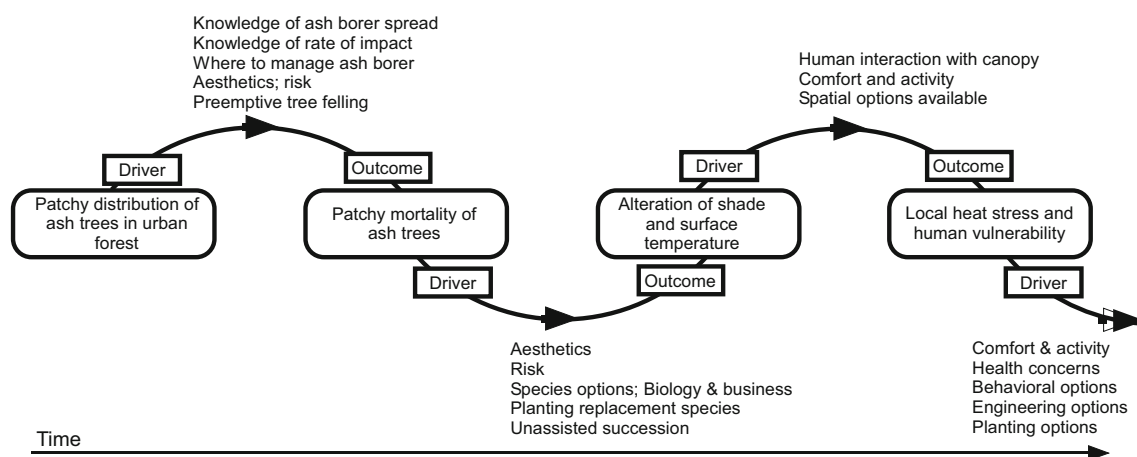 Knowledge of ash borer spread
Knowledge of rate of impact
Where to manage ash borer
Aesthetics; risk
Preemptive tree felling
Human interaction with canopy
Comfort and activity
Spatial options available
Driver
Outcome
Driver
Outcome
Patchy distribution of
ash trees in urban
forest
Patchy mortality of
ash trees
Alteration of shade
and surface
temperature
Local heat stress and
human vulnerability
Driver
Outcome
Driver
Aesthetics
Risk
Species options; Biology & business
Planting replacement species
Unassisted succession
Comfort & activity
Health concerns
Behavioral options
Engineering options
Planting options
Time